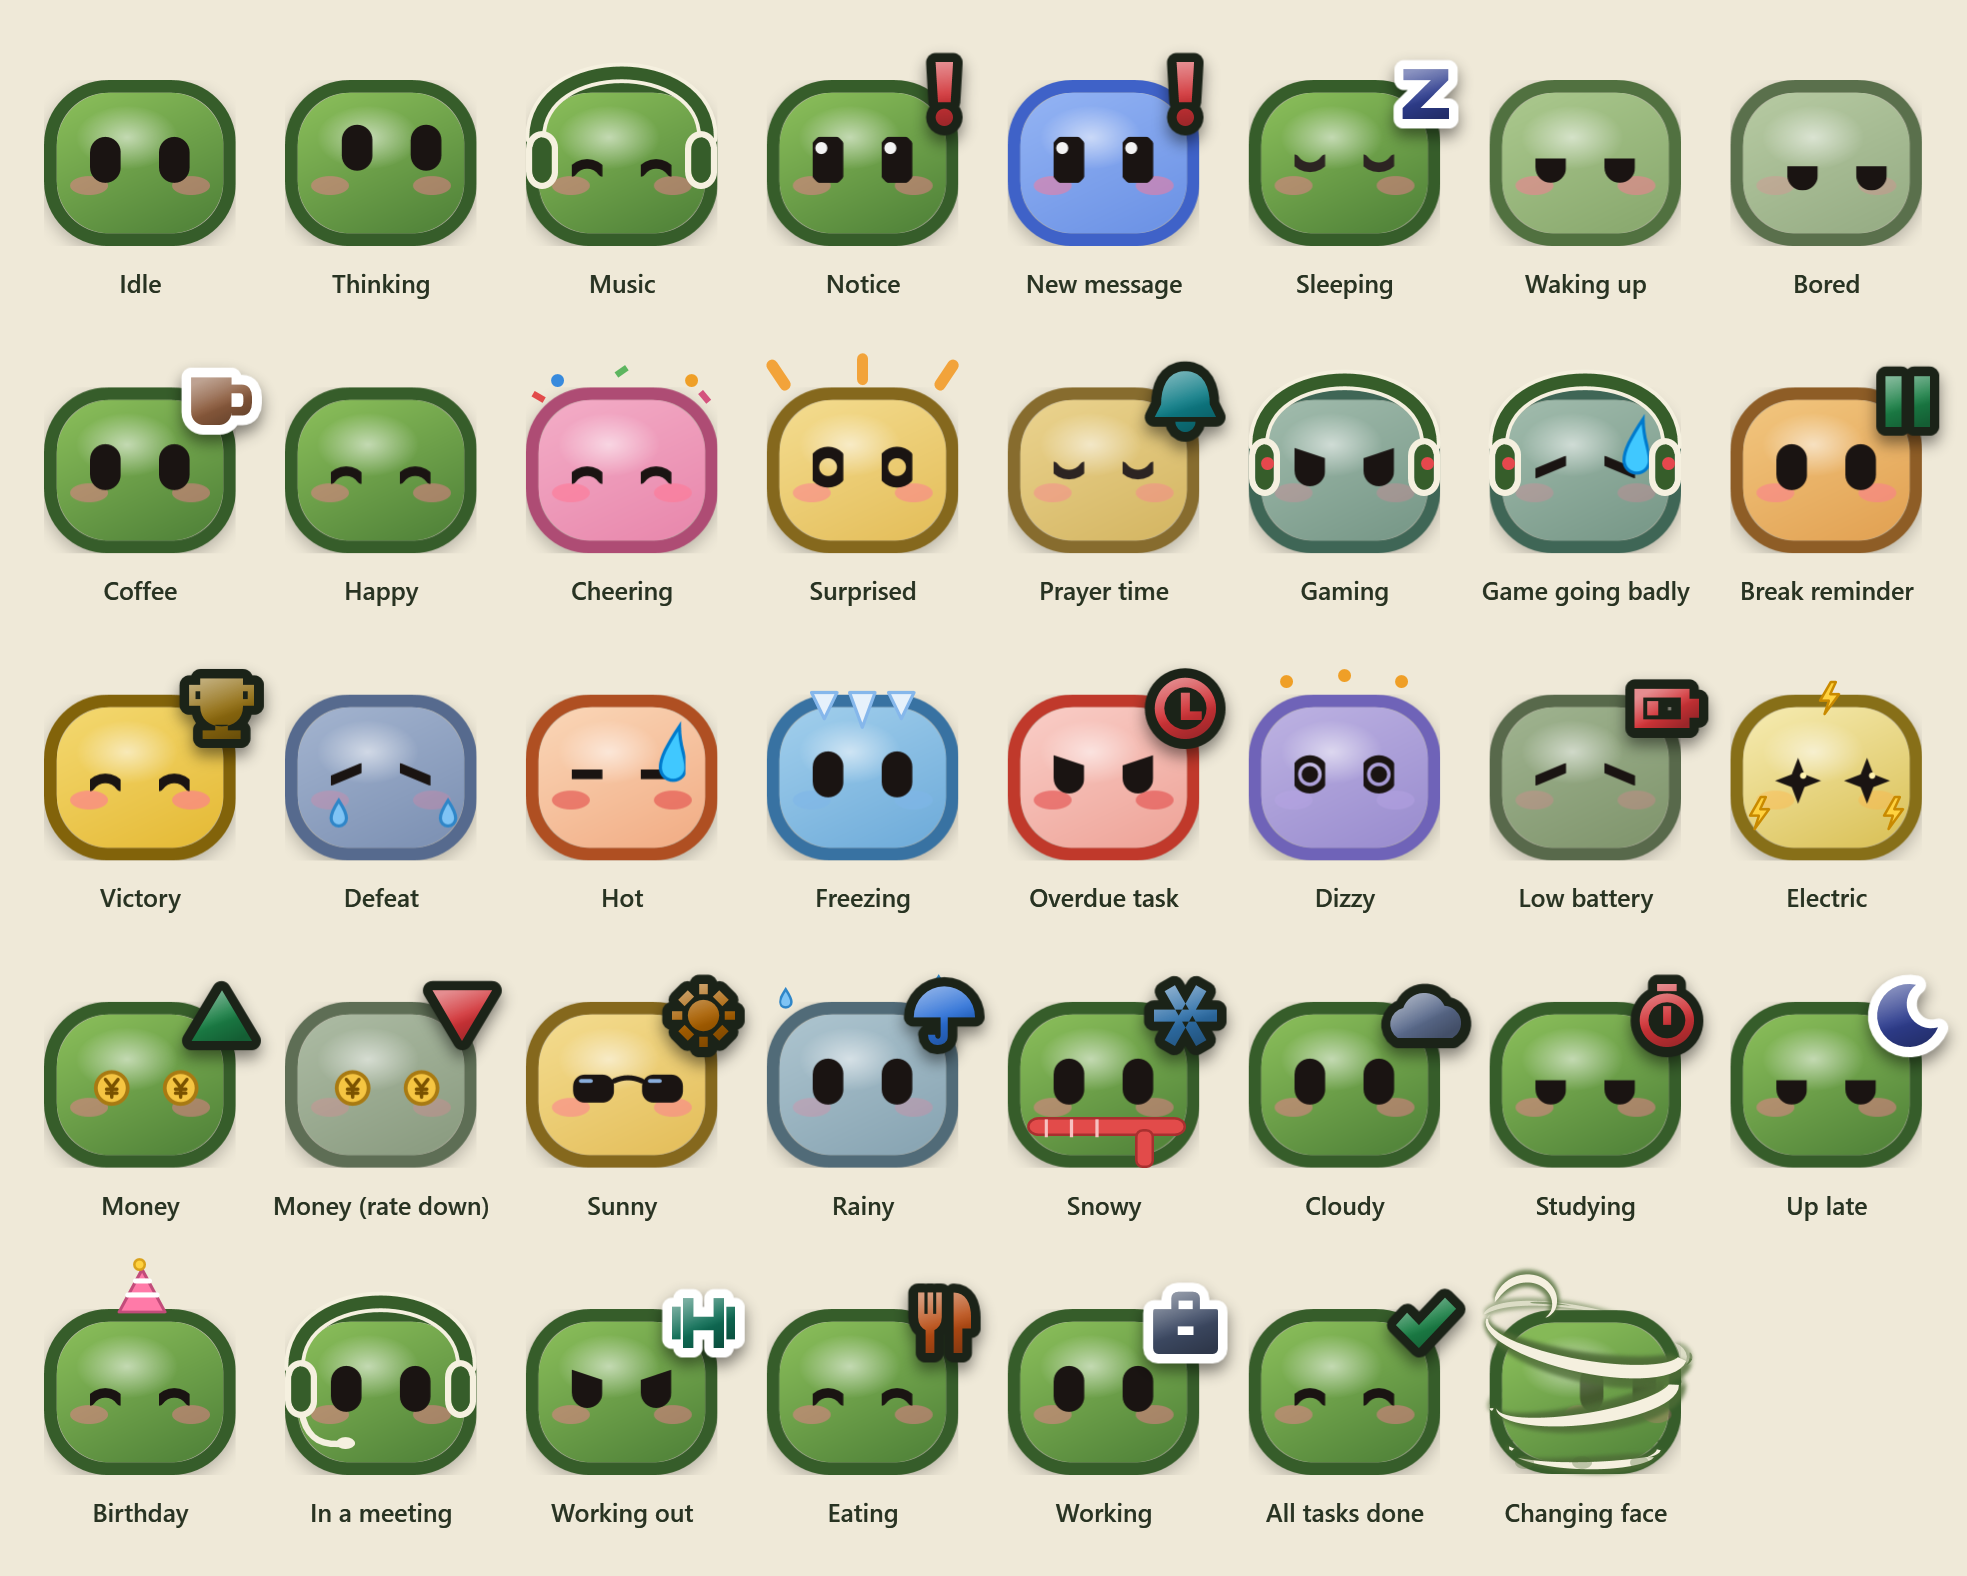 Idle
Thinking
Music
Notice
New message
Sleeping
Waking up
Bored
Coffee
Happy
Cheering
Surprised
Prayer time
Gaming
Game going badly
Break reminder
Victory
Defeat
Hot
Freezing
Overdue task
Dizzy
Low battery
Electric
¥ ¥
¥ ¥
Money
Money (rate down)
Sunny
Rainy
Snowy
Cloudy
Studying
Up late
Birthday
In a meeting
Working out
Eating
Working
All tasks done
Changing face